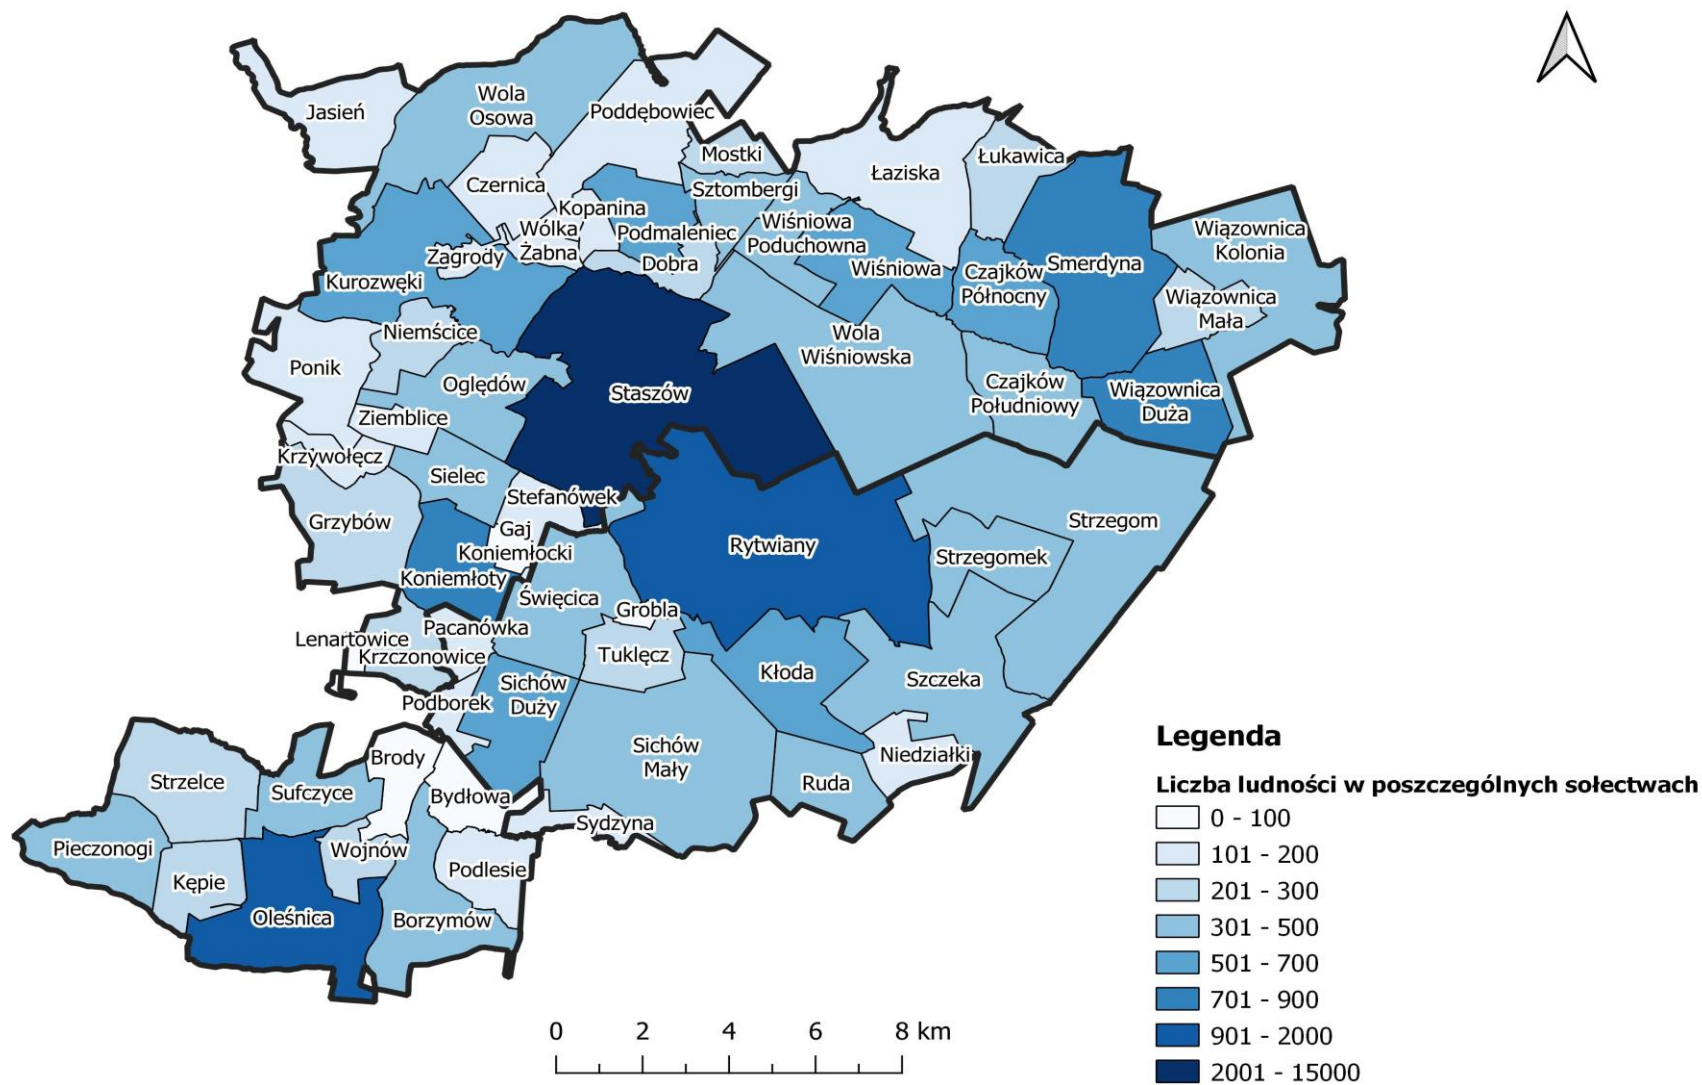 Jasień
Wola
Osowa
Poddębowiec
Mostki
Łaziska
Łukawica
Czernica
Sztombergi
Kopanina
Wiśniowa
Poduchowna
Wólka
Żabna
Podmaleniec
Wiązownica
Kolonia
Zagrody
Dobra
Wiśniowa
Czajków
Północny
Smerdyna
Kurozwęki
Wiązownica
Mała
Niemścice
Wola
Wiśniowska
Ponik
Oględów
Staszów
Czajków
Południowy
Wiązownica
Duża
Ziemblice
Krzywołęcz
Sielec
Stefanówek
Grzybów
Gaj
Koniemłocki
Strzegom
Rytwiany
Strzegomek
Koniemłoty
Święcica
Grobla
Pacanówka
Lenartowice
Krzczonowice
Tuklęcz
Kłoda
Szczeka
Sichów
Duży
Podborek
Sichów
Mały
Niedziałki
Ruda
Brody
Strzelce
Sufczyce
Bydłowa
Sydzyna
Pieczonogi
Wojnów
Podlesie
Kępie
Oleśnica
Borzymów
Legenda
Liczba ludności w poszczególnych sołectwach
0 - 100
101 - 200
201 - 300
301 - 500
501 - 700
701 - 900
901 - 2000
2001 - 15000
0 2 4 6 8 km